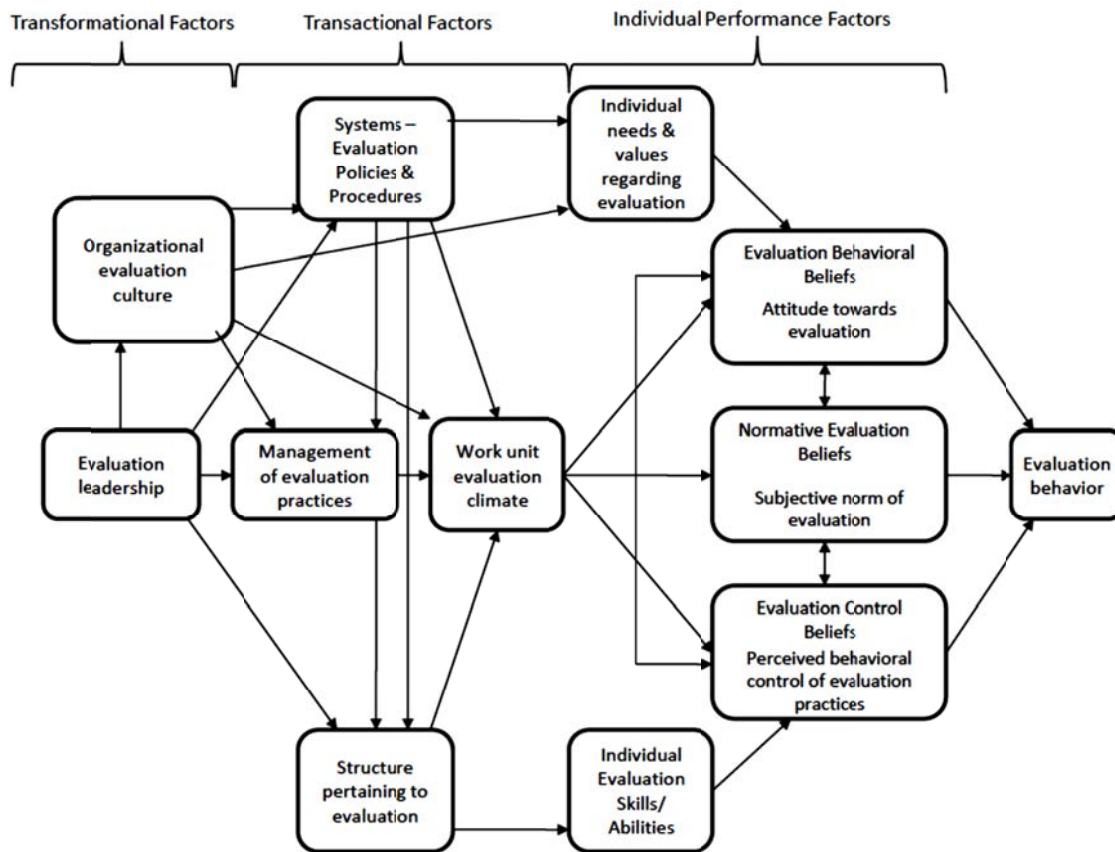 Transformational Factors
Transactional Factors
Individual Performance Factors
Systems –
Evaluation
Policies &
Procedures
Individual
needs &
values
regarding
evaluation
Organizational
evaluation
culture
Evaluation Behavioral
Beliefs
Attitude towards
evaluation
Evaluation
leadership
Management
of evaluation
practices
Work unit
evaluation
climate
Normative Evaluation
Beliefs
Subjective norm of
evaluation
Evaluation
behavior
Evaluation Control
Beliefs
Perceived behavioral
control of evaluation
practices
Structure
pertaining to
evaluation
Individual
Evaluation
Skills/
Abilities